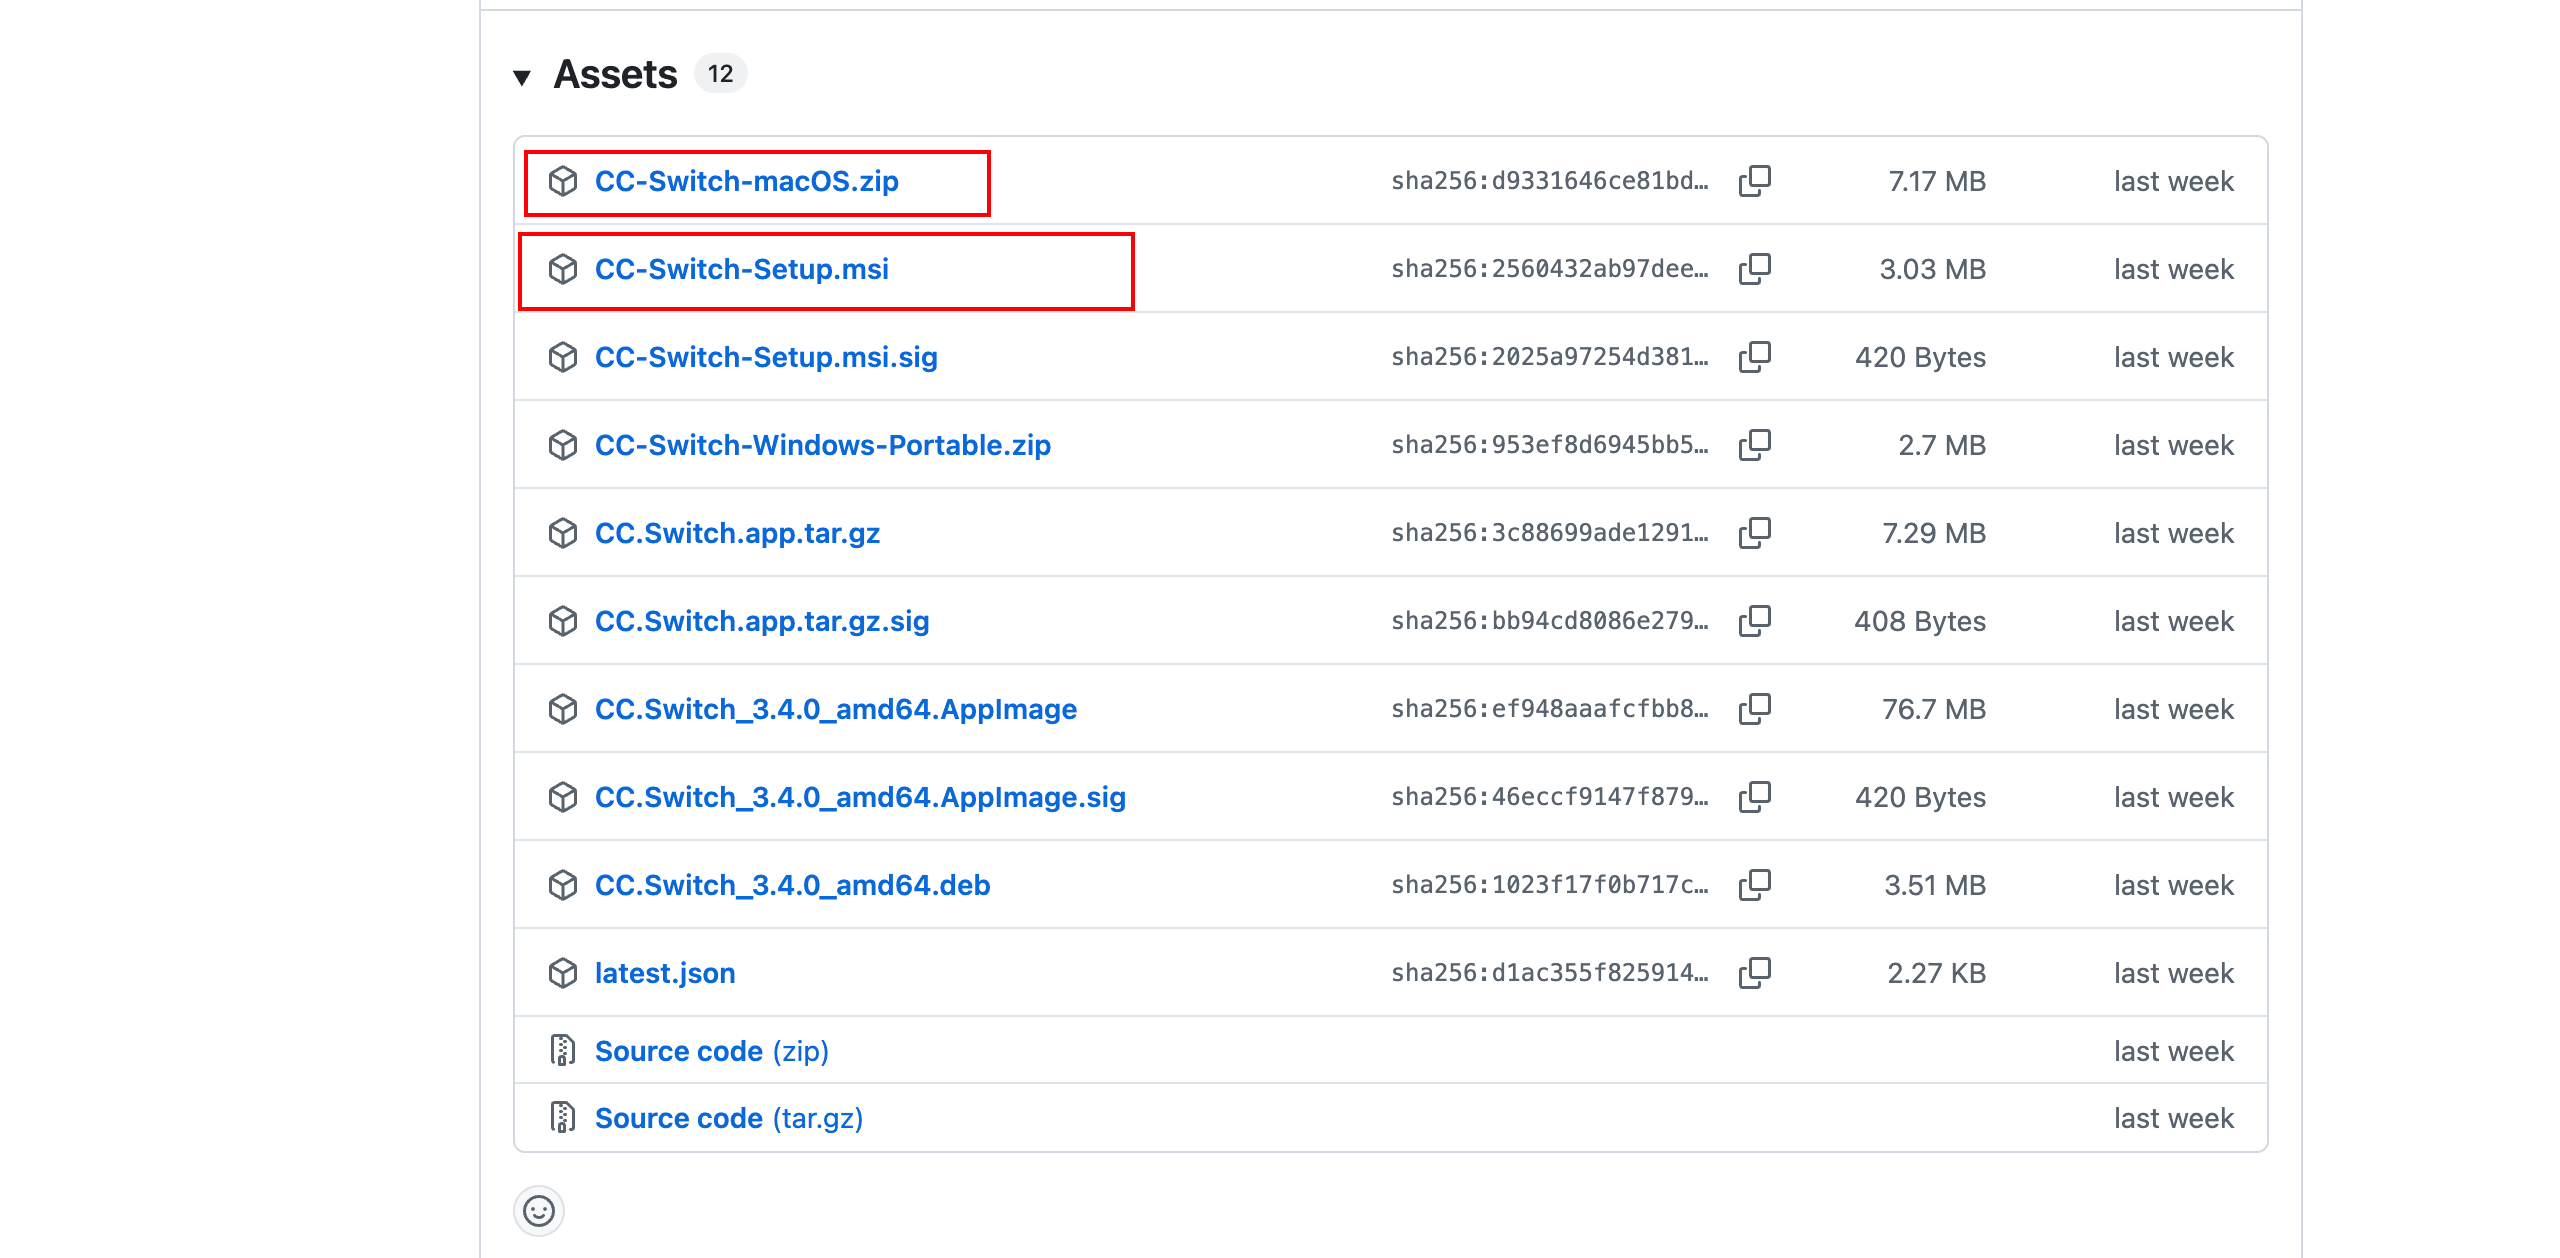 Assets 12
CC-Switch-macOS.zip sha256:d9331646ce81bd… 7.17 MB last week
CC-Switch-Setup.msi sha256:2560432ab97dee… 3.03 MB last week
CC-Switch-Setup.msi.sig sha256:2025a97254d381… 420 Bytes last week
CC-Switch-Windows-Portable.zip sha256:953ef8d6945bb5… 2.7 MB last week
CC.Switch.app.tar.gz sha256:3c88699ade1291… 7.29 MB last week
CC.Switch.app.tar.gz.sig sha256:bb94cd8086e279… 408 Bytes last week
CC.Switch_3.4.0_amd64.AppImage sha256:ef948aaafcfbb8… 76.7 MB last week
CC.Switch_3.4.0_amd64.AppImage.sig sha256:46eccf9147f879… 420 Bytes last week
CC.Switch_3.4.0_amd64.deb sha256:1023f17f0b717c… 3.51 MB last week
latest.json sha256:d1ac355f825914… 2.27 KB last week
Source code (zip) last week
Source code (tar.gz) last week